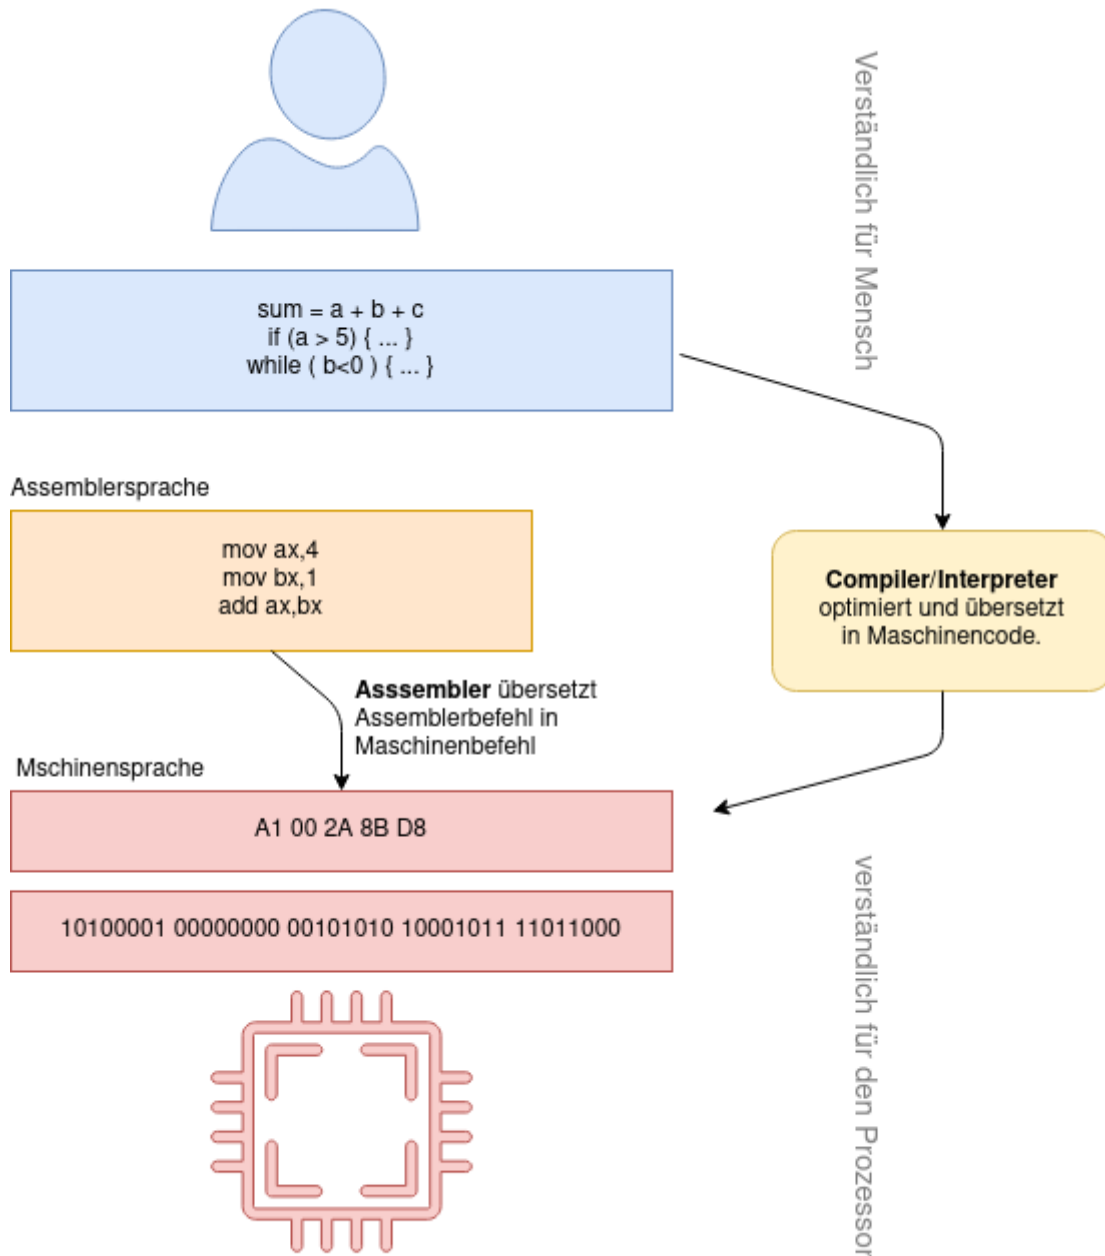 Verständlich für Mensch
sum = a + b + c
if (a > 5) { ... }
while ( b<0 ) { ... }
Assemblersprache
mov ax,4
mov bx,1
add ax,bx
Compiler/Interpreter
optimiert und übersetzt
in Maschinencode.
Asssembler übersetzt
Assemblerbefehl in
Maschinenbefehl
Mschinensprache
A1 00 2A 8B D8
10100001 00000000 00101010 10001011 11011000
verständlich für den Prozessor